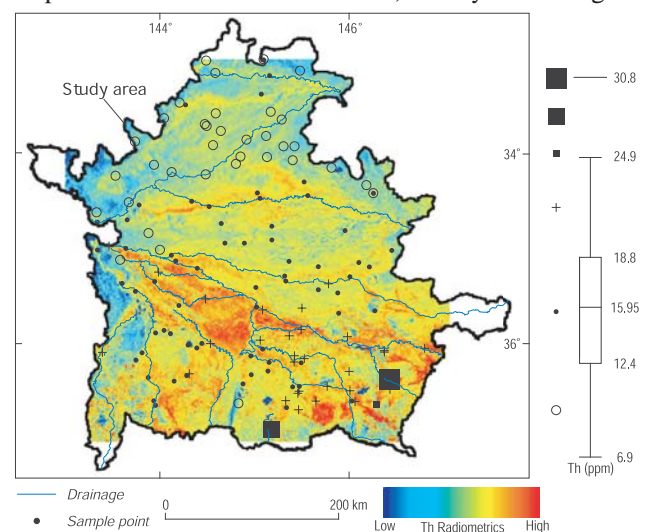 144°
146°
Study area
34°
36°
30.8
24.9
18.8
15.95
12.4
6.9
Th (ppm)
Drainage
Sample point
0
200 km
Low
Th Radiometrics
High